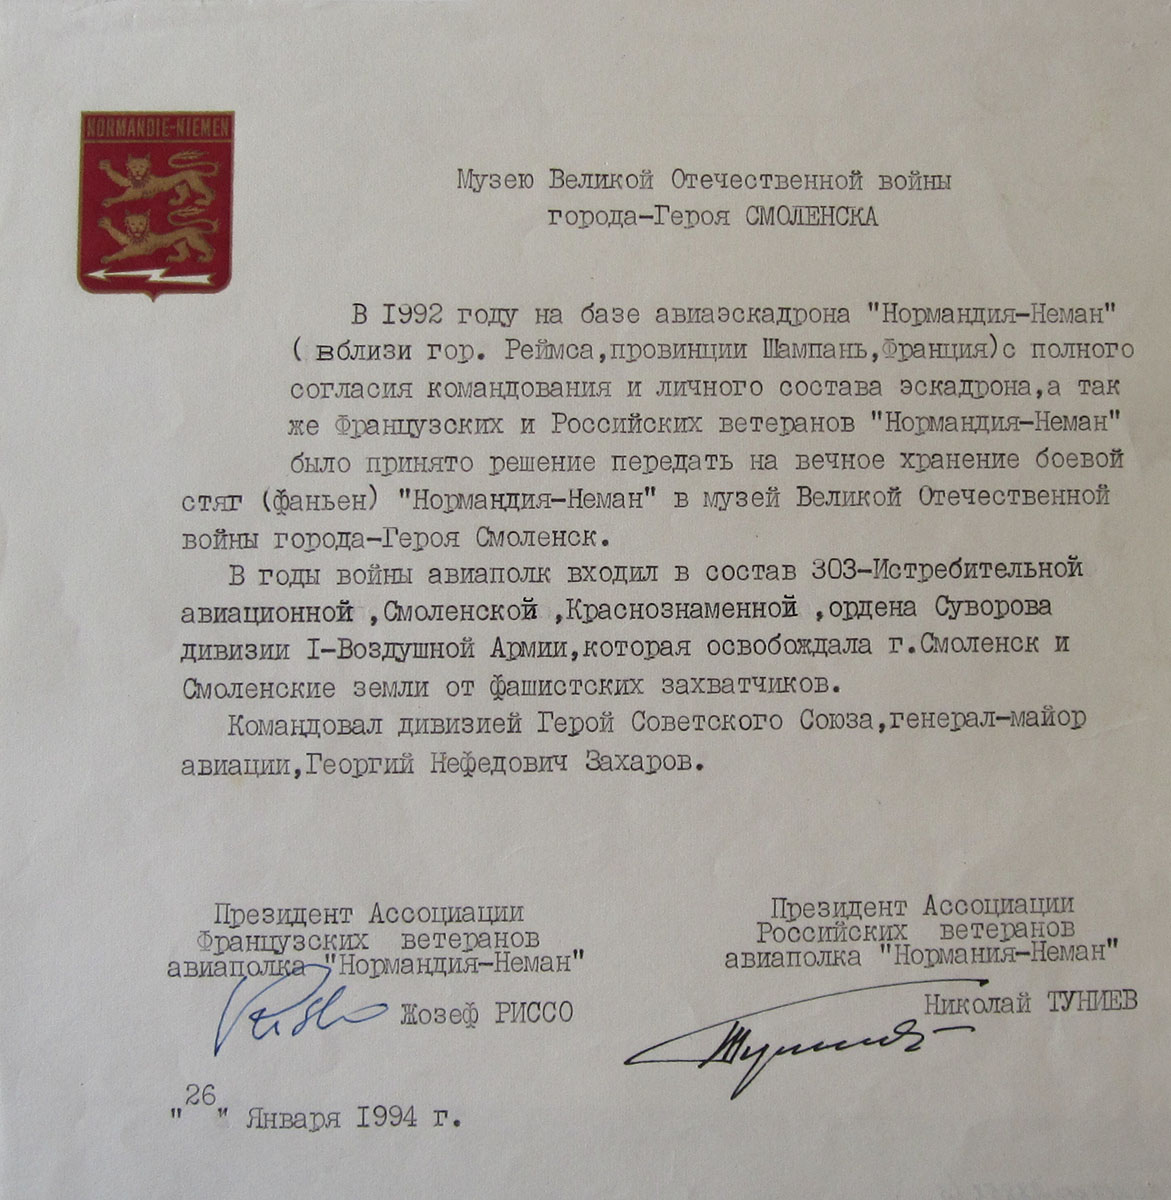 NORMANDIE-NIEMEN
Музею Великой Отечественной войны
города-Героя СМОЛЕНСКА
В I992 году на базе авиаэскадрона "Нормандия-Неман"
( вблизи гор. Реймса,провинции Шампань,Франция)с полного
согласия командования и личного состава эскадрона,а так
же Французских и Российских ветеранов "Нормандия-Неман"
было принято решение передать на вечное хранение боевой
стяг (фаньен) "Нормандия-Неман" в музей Великой Отечественной
войны города-Героя Смоленск.
В годы войны авиаполк входил в состав 303-Истребительной
авиационной ,Смоленской ,Краснознаменной ,ордена Суворова
дивизии I-Воздушной Армии,которая освобождала г.Смоленск и
Смоленские земли от фашистских захватчиков.
Командовал дивизией Герой Советского Союза,генерал-майор
авиации,Георгий Нефедович Захаров.
Президент Ассоциации
Французских ветеранов
авиаполка "Нормандия-Неман"
Жозеф РИССО
Президент Ассоциации
Российских ветеранов
авиаполка "Нормания-Неман"
Николай ТУНИЕВ
"26" Января I994 г.